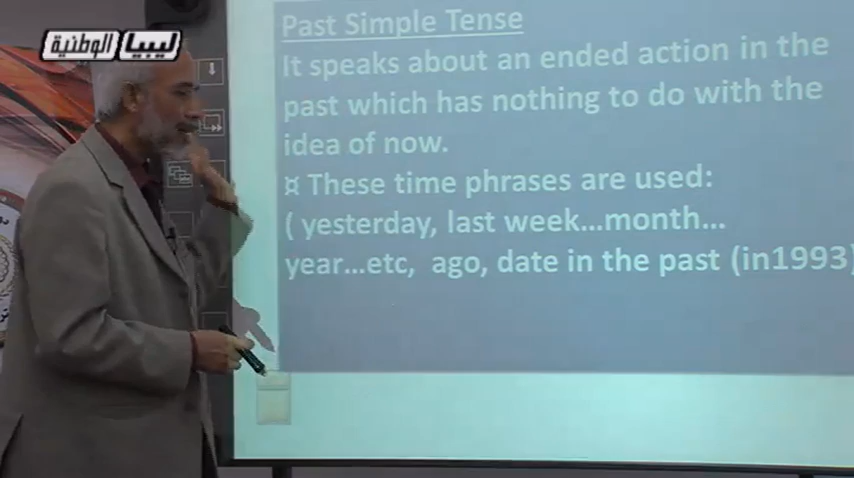 ليبيا الوطنية
Past Simple Tense
It speaks about an ended action in the
past which has nothing to do with the
idea of now.
¤ These time phrases are used:
( yesterday, last week...month...
year...etc, ago, date in the past (in1993)